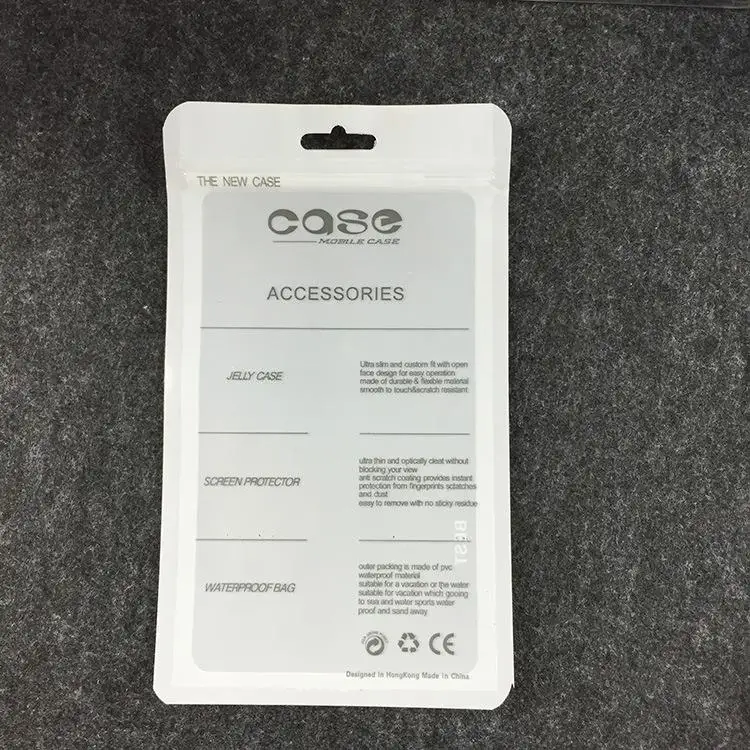 THE NEW CASE
case
MOBILE CASE
ACCESSORIES
JELLY CASE
Ultra slim and custom fit with open
face design for easy operation
made of durable & flexible material
smooth to touch&scratch resistant.
SCREEN PROTECTOR
ultra thin and optically cleat without
blocking your view
anti scratch coating provides instant
protection from fingerprints sctatches
and dust
easy to remove with no sticky residue
BEST
WATERPROOF BAG
outer packing is made of pvc
waterproof material
suitable for a vacation or the water
suitable for vacation which gooing
to sea and water sports water
proof and sand away.
CE
Designed In HongKong Made in China